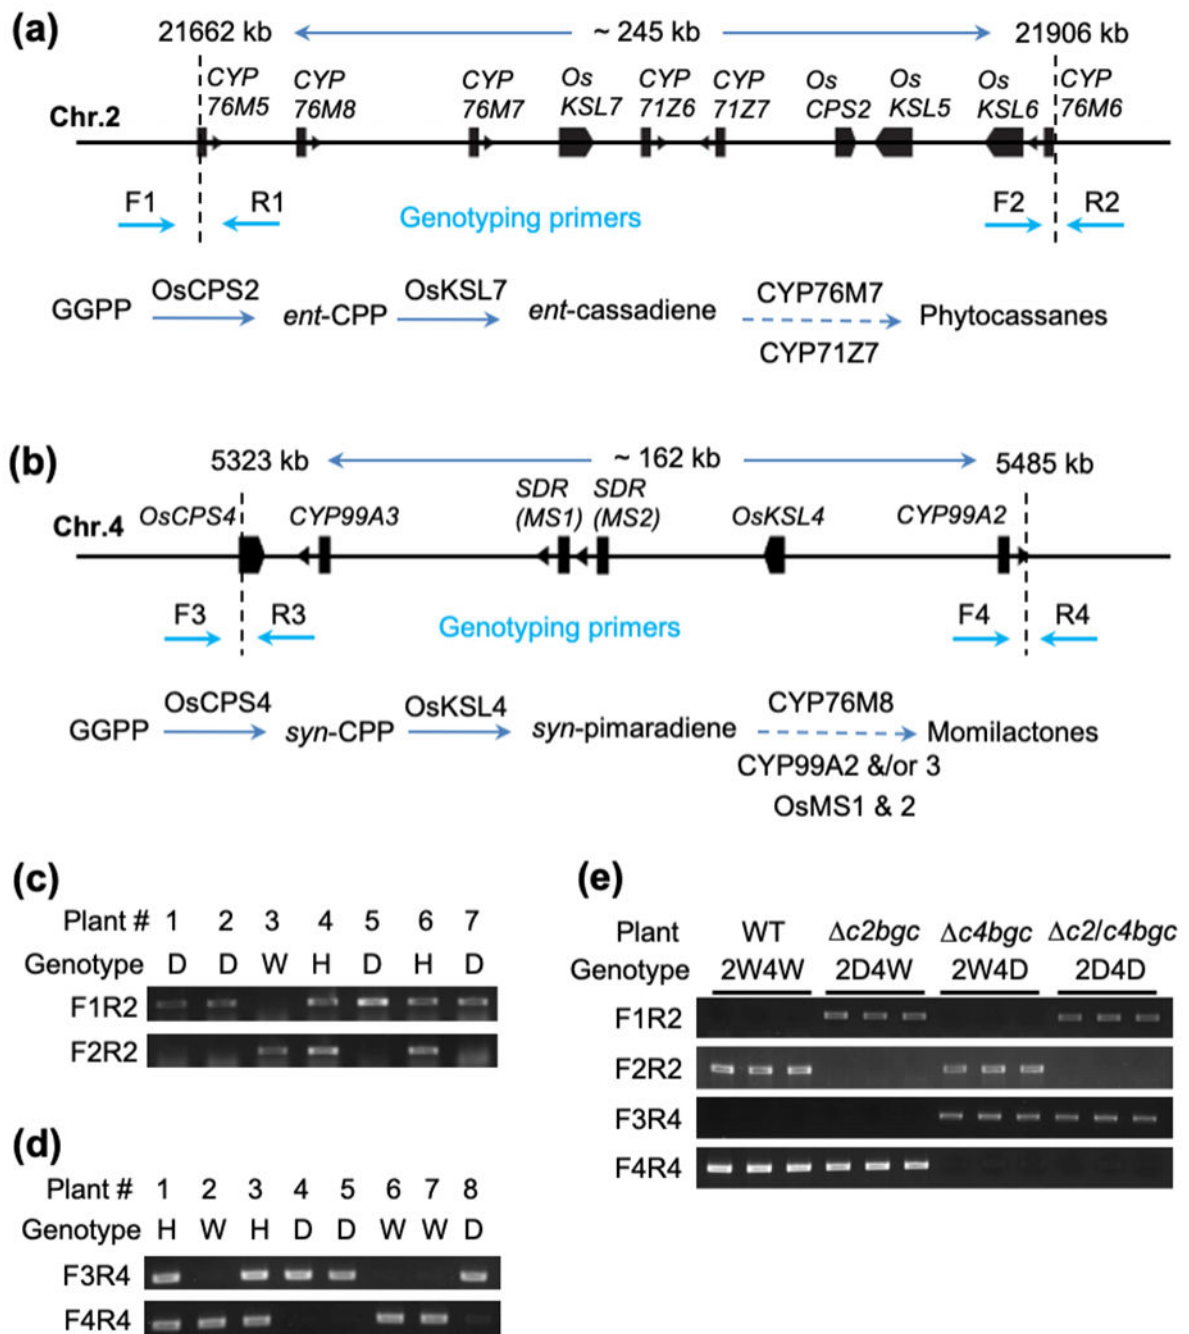 (a)
21662 kb ~ 245 kb 21906 kb
CYP CYP CYP Os CYP CYP Os Os Os CYP
76M5 76M8 76M7 KSL7 71Z6 71Z7 CPS2 KSL5 KSL6 76M6
Chr.2
F1 R1 Genotyping primers F2 R2
GGPP OsCPS2 ent-CPP OsKSL7 ent-cassadiene CYP76M7 Phytocassanes
CYP71Z7
(b)
5323 kb ~ 162 kb 5485 kb
SDR SDR
Chr.4 OsCPS4 CYP99A3 (MS1) (MS2) OsKSL4 CYP99A2
F3 R3 Genotyping primers F4 R4
GGPP OsCPS4 syn-CPP OsKSL4 syn-pimaradiene CYP76M8 Momilactones
CYP99A2 &/or 3
OsMS1 & 2
(c)
Plant # 1 2 3 4 5 6 7
Genotype D D W H D H D
F1R2
F2R2
(d)
Plant # 1 2 3 4 5 6 7 8
Genotype H W H D D W W D
F3R4
F4R4
(e)
Plant WT Δc2bgc Δc4bgc Δc2/c4bgc
Genotype 2W4W 2D4W 2W4D 2D4D
F1R2
F2R2
F3R4
F4R4